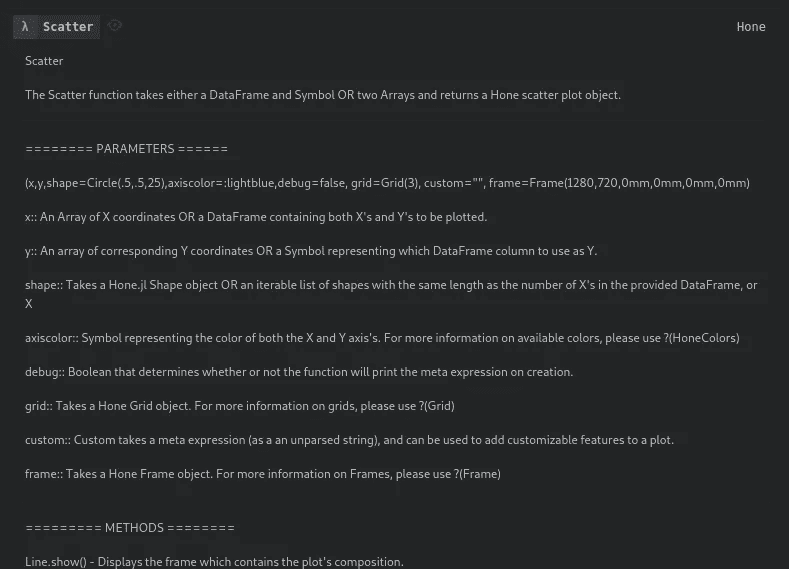 λ Scatter Hone
Scatter
The Scatter function takes either a DataFrame and Symbol OR two Arrays and returns a Hone scatter plot object.
======== PARAMETERS ======
(x,y,shape=Circle(.5,.5,25),axiscolor=:lightblue,debug=false, grid=Grid(3), custom="", frame=Frame(1280,720,0mm,0mm,0mm,0mm)
x:: An Array of X coordinates OR a DataFrame containing both X's and Y's to be plotted.
y:: An array of corresponding Y coordinates OR a Symbol representing which DataFrame column to use as Y.
shape:: Takes a Hone.jl Shape object OR an iterable list of shapes with the same length as the number of X's in the provided DataFrame, or
X
axiscolor:: Symbol representing the color of both the X and Y axis's. For more information on available colors, please use ?(HoneColors)
debug:: Boolean that determines whether or not the function will print the meta expression on creation.
grid:: Takes a Hone Grid object. For more information on grids, please use ?(Grid)
custom:: Custom takes a meta expression (as a an unparsed string), and can be used to add customizable features to a plot.
frame:: Takes a Hone Frame object. For more information on Frames, please use ?(Frame)
========= METHODS ========
Line.show() - Displays the frame which contains the plot's composition.